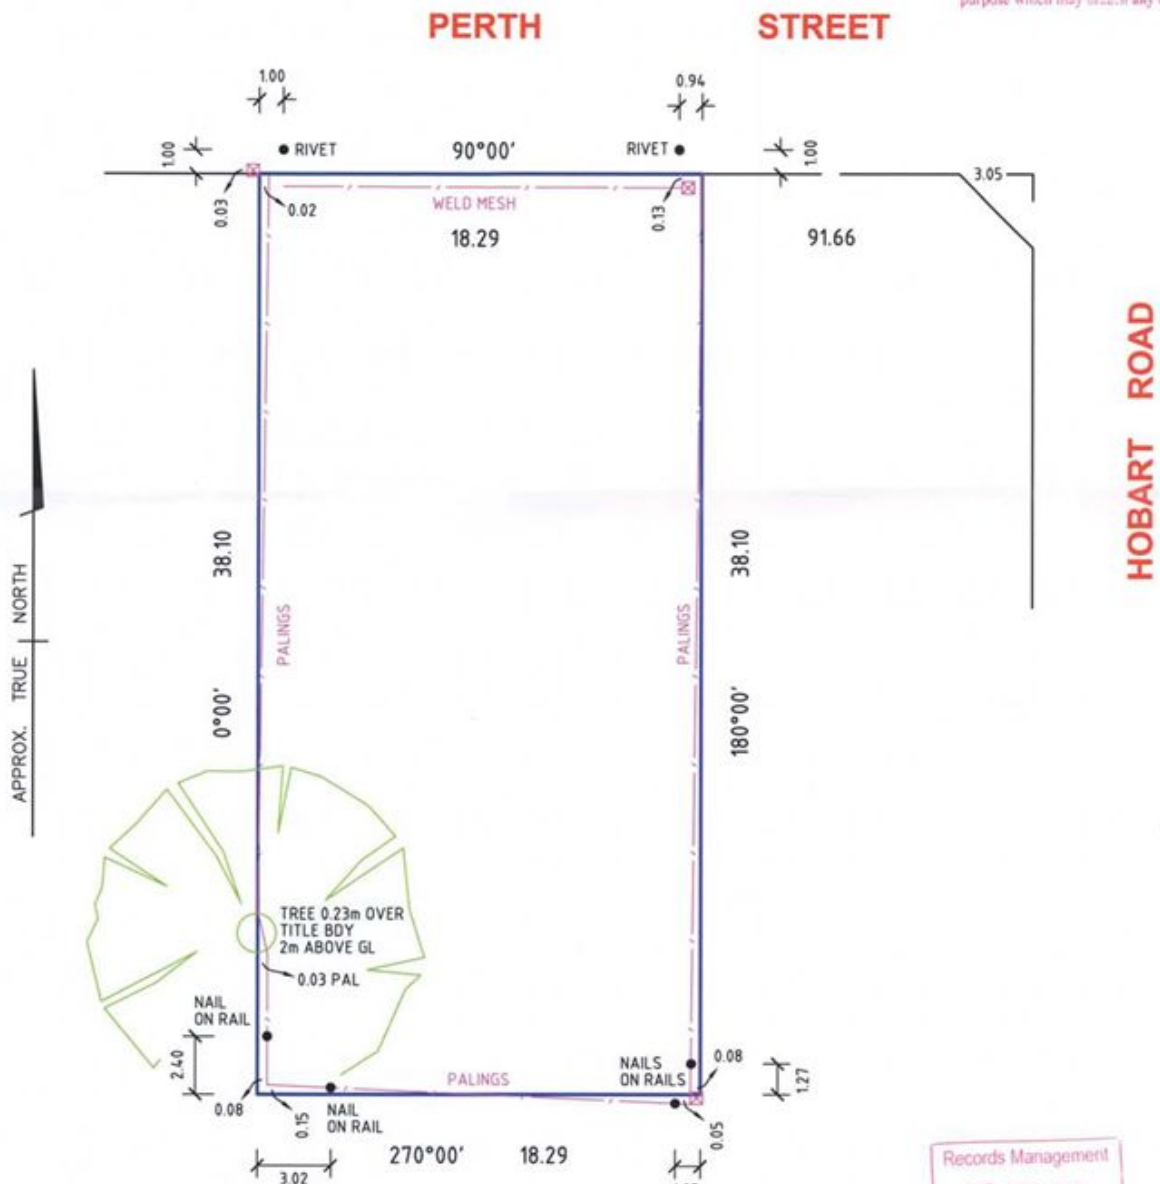 PERTH STREET
1.00
0.94
1.00
RIVET
90°00'
RIVET
1.00
3.05
0.03
0.02
WELD MESH
0.13
18.29
91.66
HOBART ROAD
38.10
38.10
APPROX. TRUE NORTH
PALINGS
PALINGS
0°00'
180°00'
TREE 0.23m OVER
TITLE BDY
2m ABOVE GL
0.03 PAL
NAIL
ON RAIL
2.40
NAILS
ON RAILS
0.08
1.27
PALINGS
0.08
0.15
NAIL
ON RAIL
0.05
270°00'
18.29
3.02
Records Management